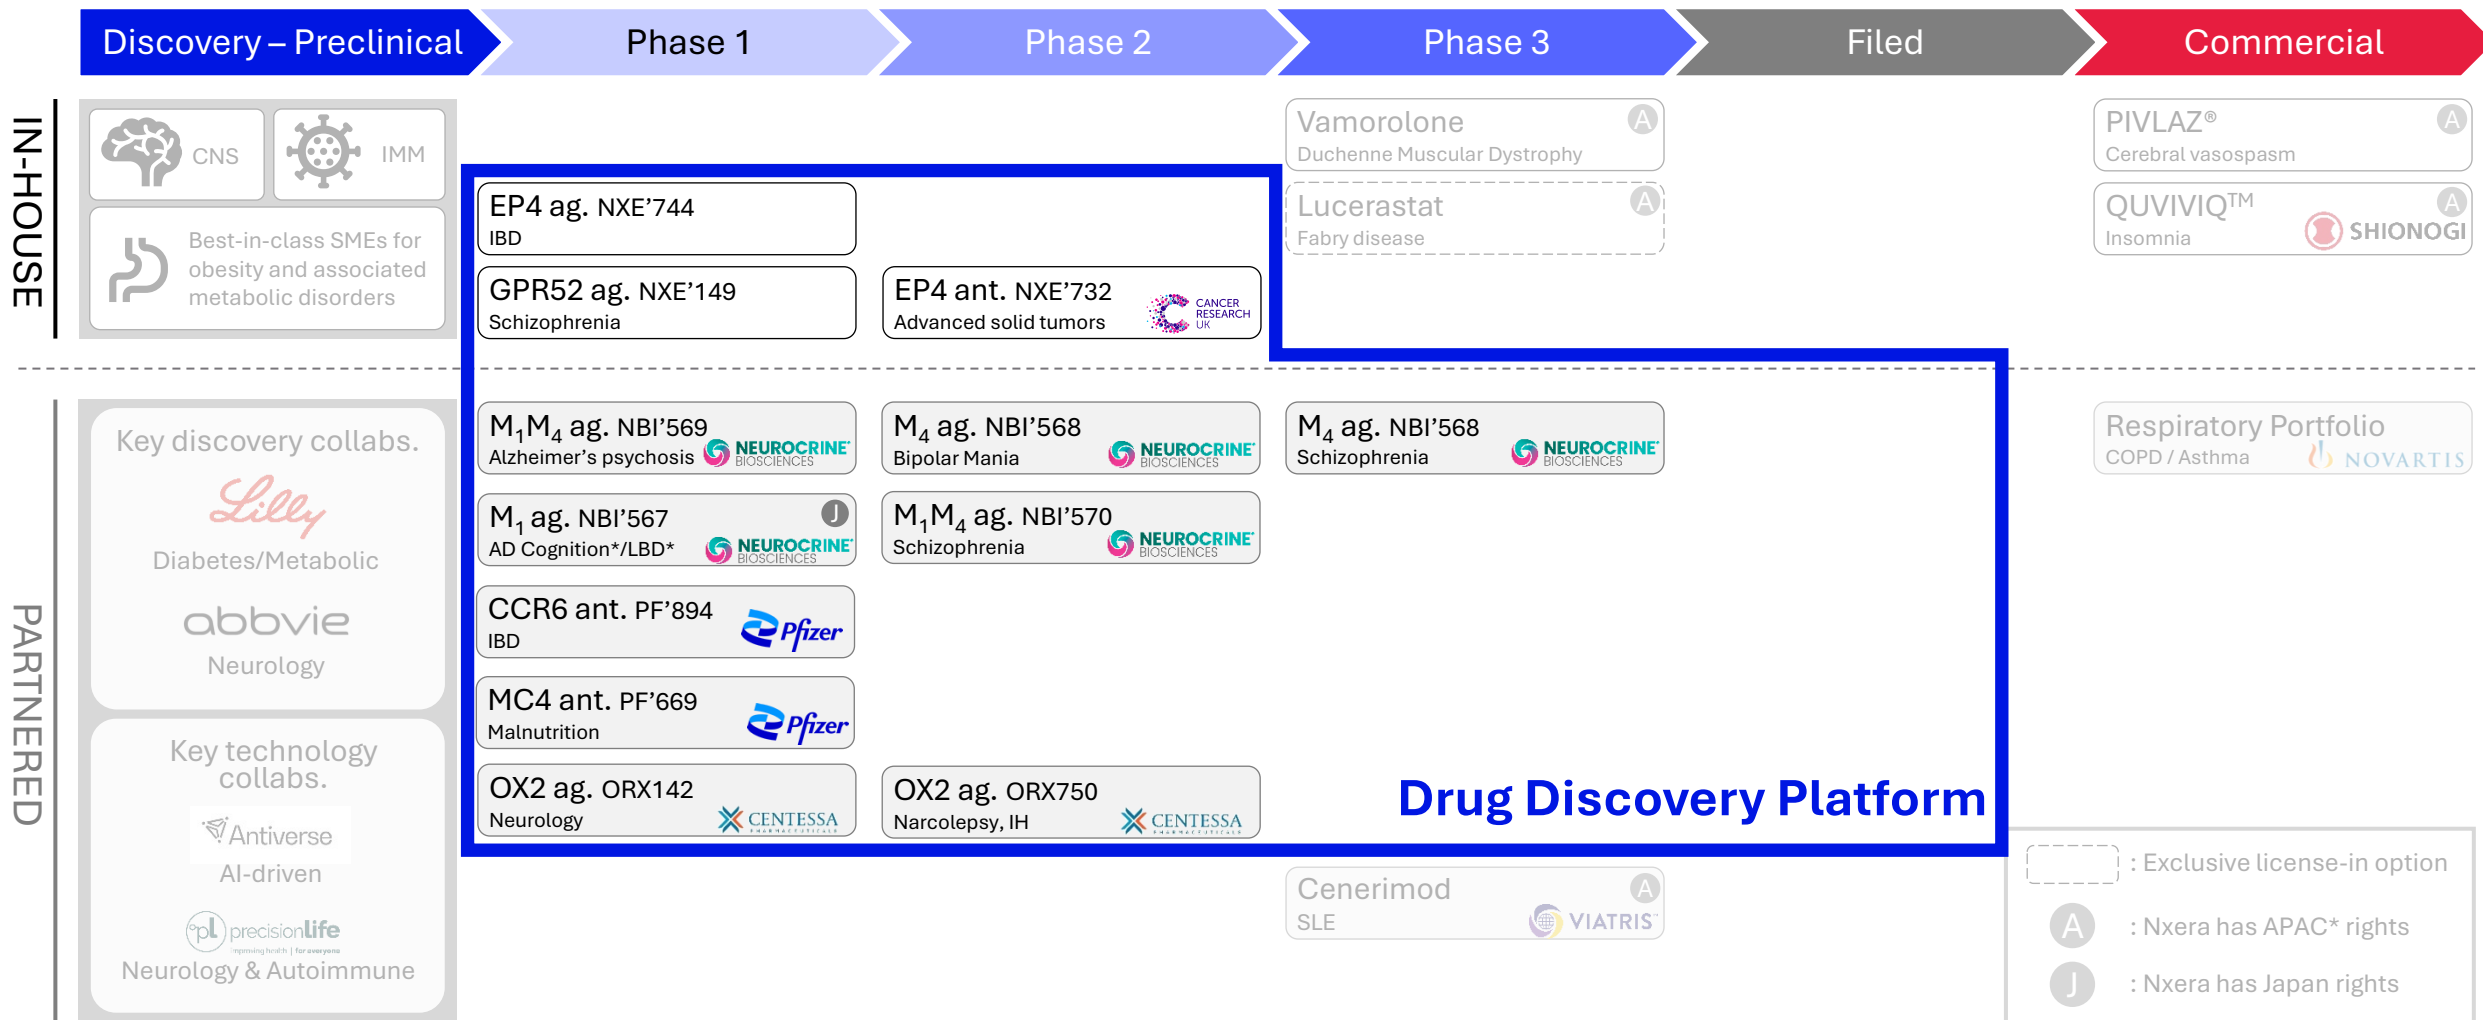 Discovery – Preclinical
Phase 1
Phase 2
Phase 3
Filed
Commercial
IN-HOUSE
CNS
IMM
Best-in-class SMEs for
obesity and associated
metabolic disorders
EP4 ag. NXE’744
IBD
GPR52 ag. NXE’149
Schizophrenia
EP4 ant. NXE’732
Advanced solid tumors
CANCER
RESEARCH
UK
Vamorolone
A
Duchenne Muscular Dystrophy
Lucerastat
A
Fabry disease
PIVLAZ®
A
Cerebral vasospasm
QUVIVIQ™
A
Insomnia
SHIONOGI
PARTNERED
Key discovery collabs.
Lilly
Diabetes/Metabolic
abbvie
Neurology
Key technology
collabs.
Antiverse
AI-driven
°pl precisionlife
improving health | for everyone
Neurology & Autoimmune
M₁M₄ ag. NBI’569
Alzheimer’s psychosis
NEUROCRINE®
BIOSCIENCES
M₄ ag. NBI’568
Bipolar Mania
NEUROCRINE®
BIOSCIENCES
M₄ ag. NBI’568
Schizophrenia
NEUROCRINE®
BIOSCIENCES
Respiratory Portfolio
COPD / Asthma
NOVARTIS
M₁ ag. NBI’567
J
AD Cognition*/LBD*
NEUROCRINE®
BIOSCIENCES
M₁M₄ ag. NBI’570
Schizophrenia
NEUROCRINE®
BIOSCIENCES
CCR6 ant. PF’894
IBD
Pfizer
MC4 ant. PF’669
Malnutrition
Pfizer
OX2 ag. ORX142
Neurology
CENTESSA
PHARMACEUTICALS
OX2 ag. ORX750
Narcolepsy, IH
CENTESSA
PHARMACEUTICALS
Drug Discovery Platform
Cenerimod
A
SLE
VIATRIS™
: Exclusive license-in option
A : Nxera has APAC* rights
J : Nxera has Japan rights